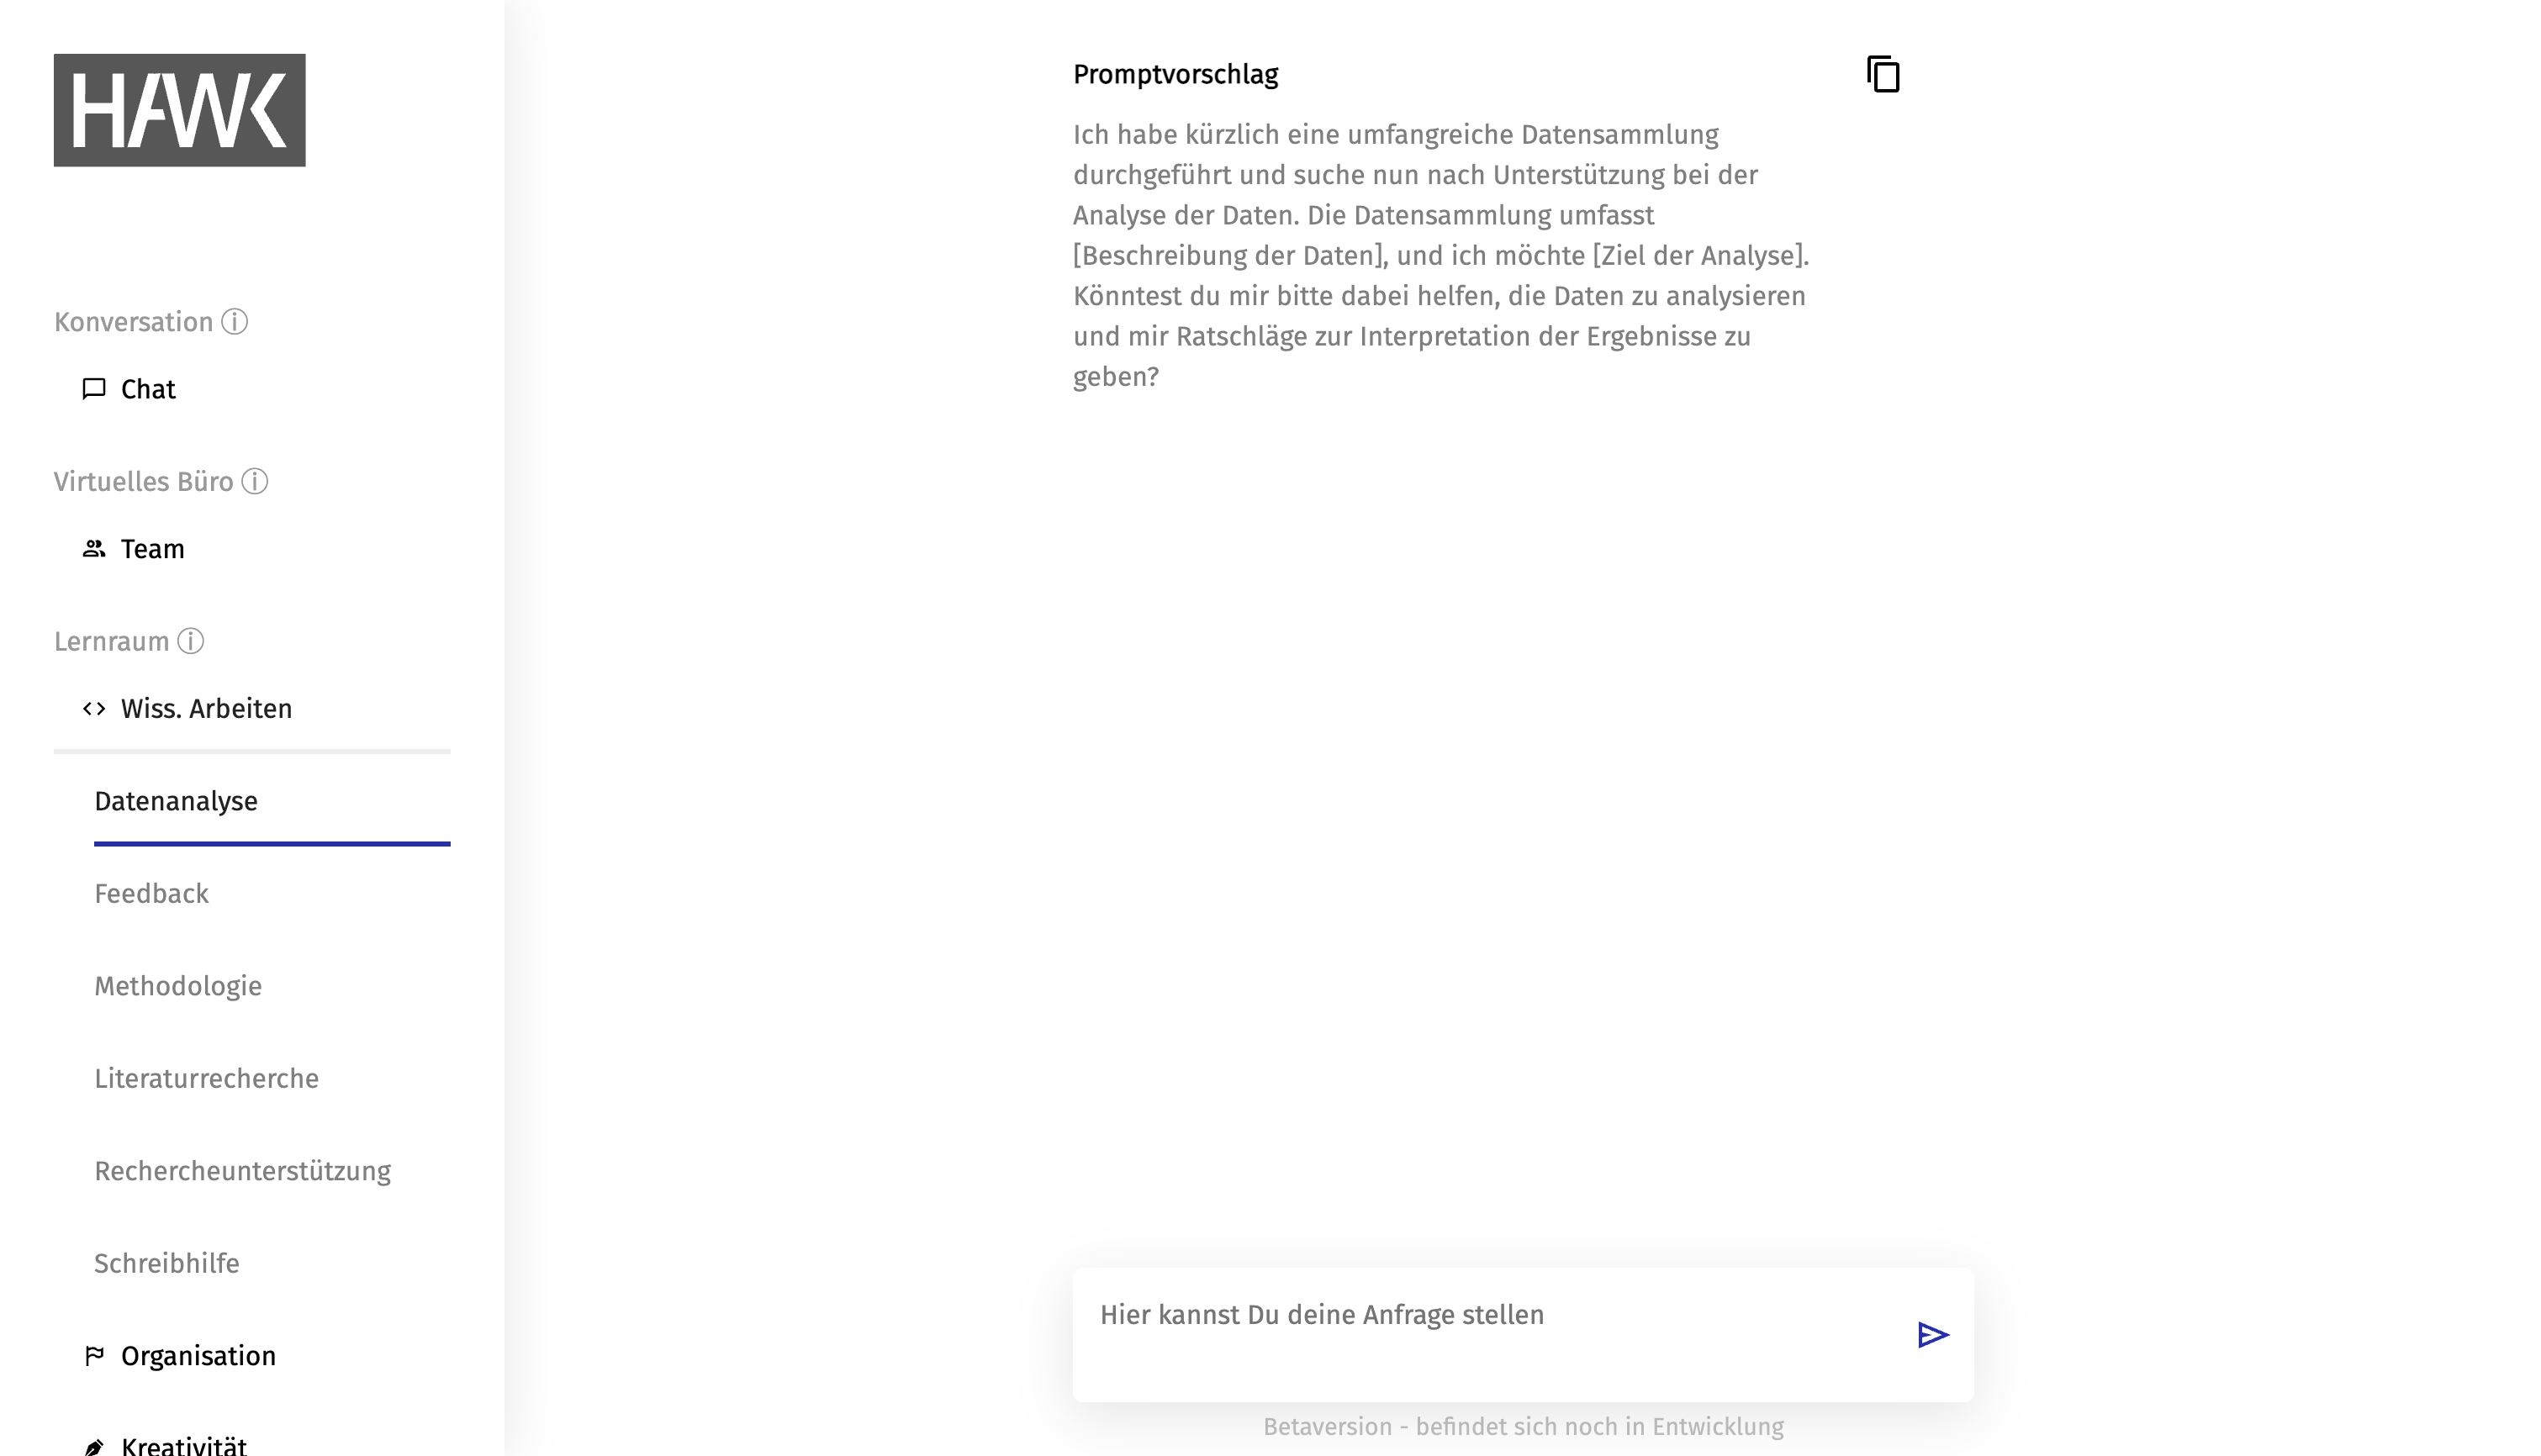 HAWK
Konversation ⓘ
Chat
Virtuelles Büro ⓘ
Team
Lernraum ⓘ
Wiss. Arbeiten
Datenanalyse
Feedback
Methodologie
Literaturrecherche
Rechercheunterstützung
Schreibhilfe
Organisation
Kreativität
Promptvorschlag
Ich habe kürzlich eine umfangreiche Datensammlung
durchgeführt und suche nun nach Unterstützung bei der
Analyse der Daten. Die Datensammlung umfasst
[Beschreibung der Daten], und ich möchte [Ziel der Analyse].
Könntest du mir bitte dabei helfen, die Daten zu analysieren
und mir Ratschläge zur Interpretation der Ergebnisse zu
geben?
Hier kannst Du deine Anfrage stellen
Betaversion - befindet sich noch in Entwicklung